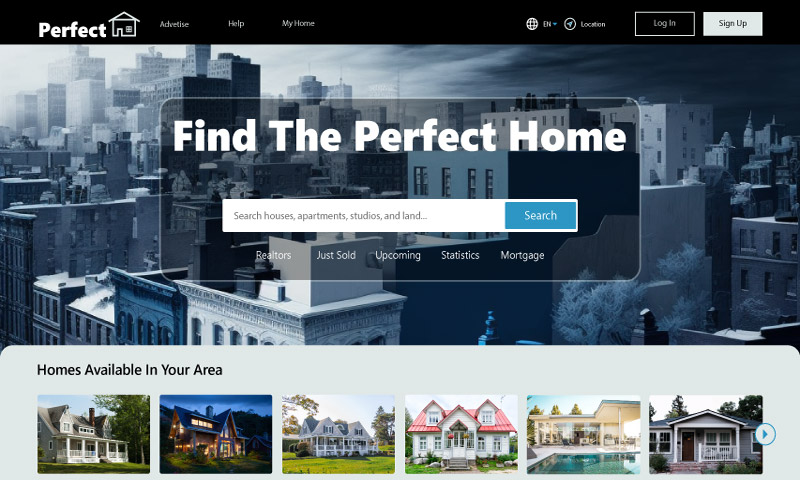 Perfect
Advetise
Help
My Home
EN
Location
Log In
Sign Up
Find The Perfect Home
Search houses, apartments, studios, and land...
Search
Realtors
Just Sold
Upcoming
Statistics
Mortgage
Homes Available In Your Area